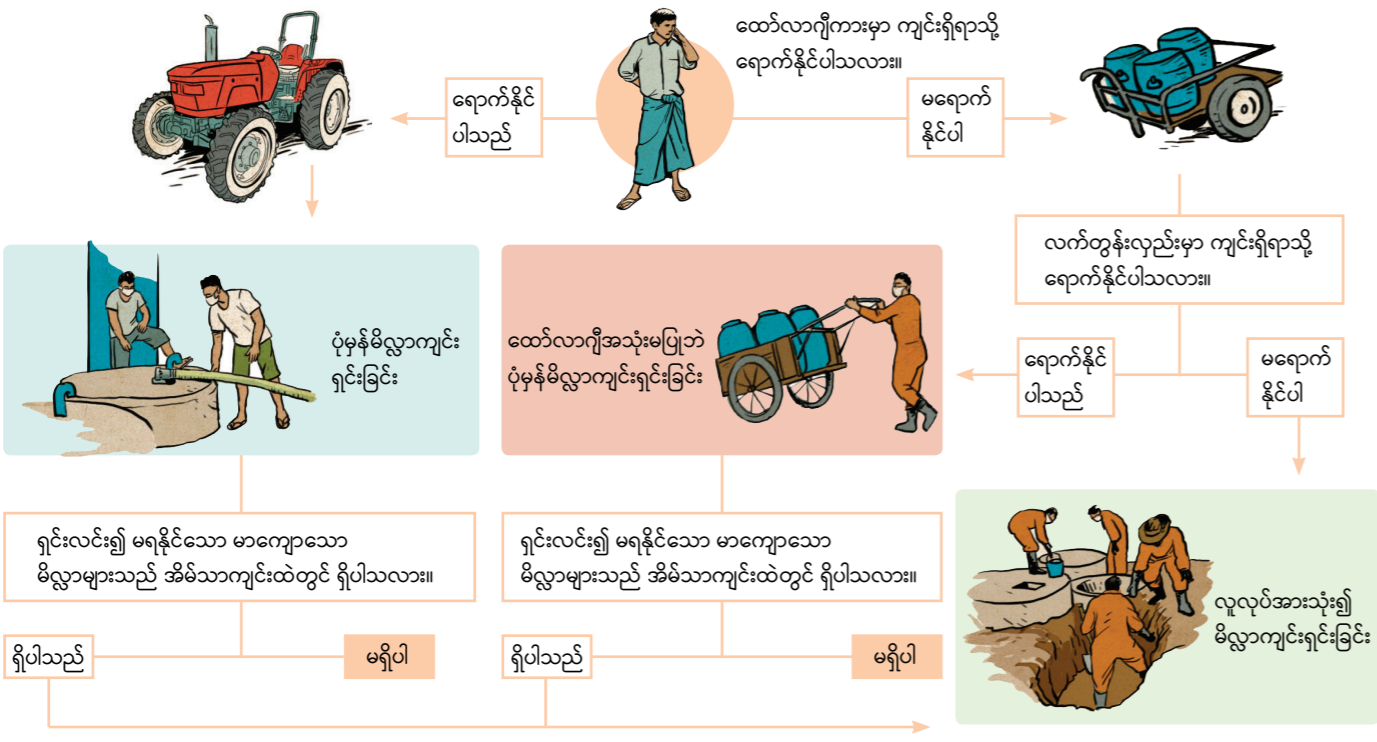 ထော်လာဂျီကားမှာ ကျင်းရှိရာသို့
ရောက်နိုင်ပါသလား။
ရောက်နိုင်
ပါသည်
မရောက်
နိုင်ပါ
လက်တွန်းလှည်းမှာ ကျင်းရှိရာသို့
ရောက်နိုင်ပါသလား။
ရောက်နိုင်
ပါသည်
မရောက်
နိုင်ပါ
ပုံမှန်မိလ္လာကျင်း
ရှင်းခြင်း
ထော်လာဂျီအသုံးမပြုဘဲ
ပုံမှန်မိလ္လာကျင်းရှင်းခြင်း
လူလုပ်အားသုံး၍
မိလ္လာကျင်းရှင်းခြင်း
ရှင်းလင်း၍ မရနိုင်သော မာကျောသော
မိလ္လာများသည် အိမ်သာကျင်းထဲတွင် ရှိပါသလား။
ရှိပါသည်
မရှိပါ
ရှင်းလင်း၍ မရနိုင်သော မာကျောသော
မိလ္လာများသည် အိမ်သာကျင်းထဲတွင် ရှိပါသလား။
ရှိပါသည်
မရှိပါ